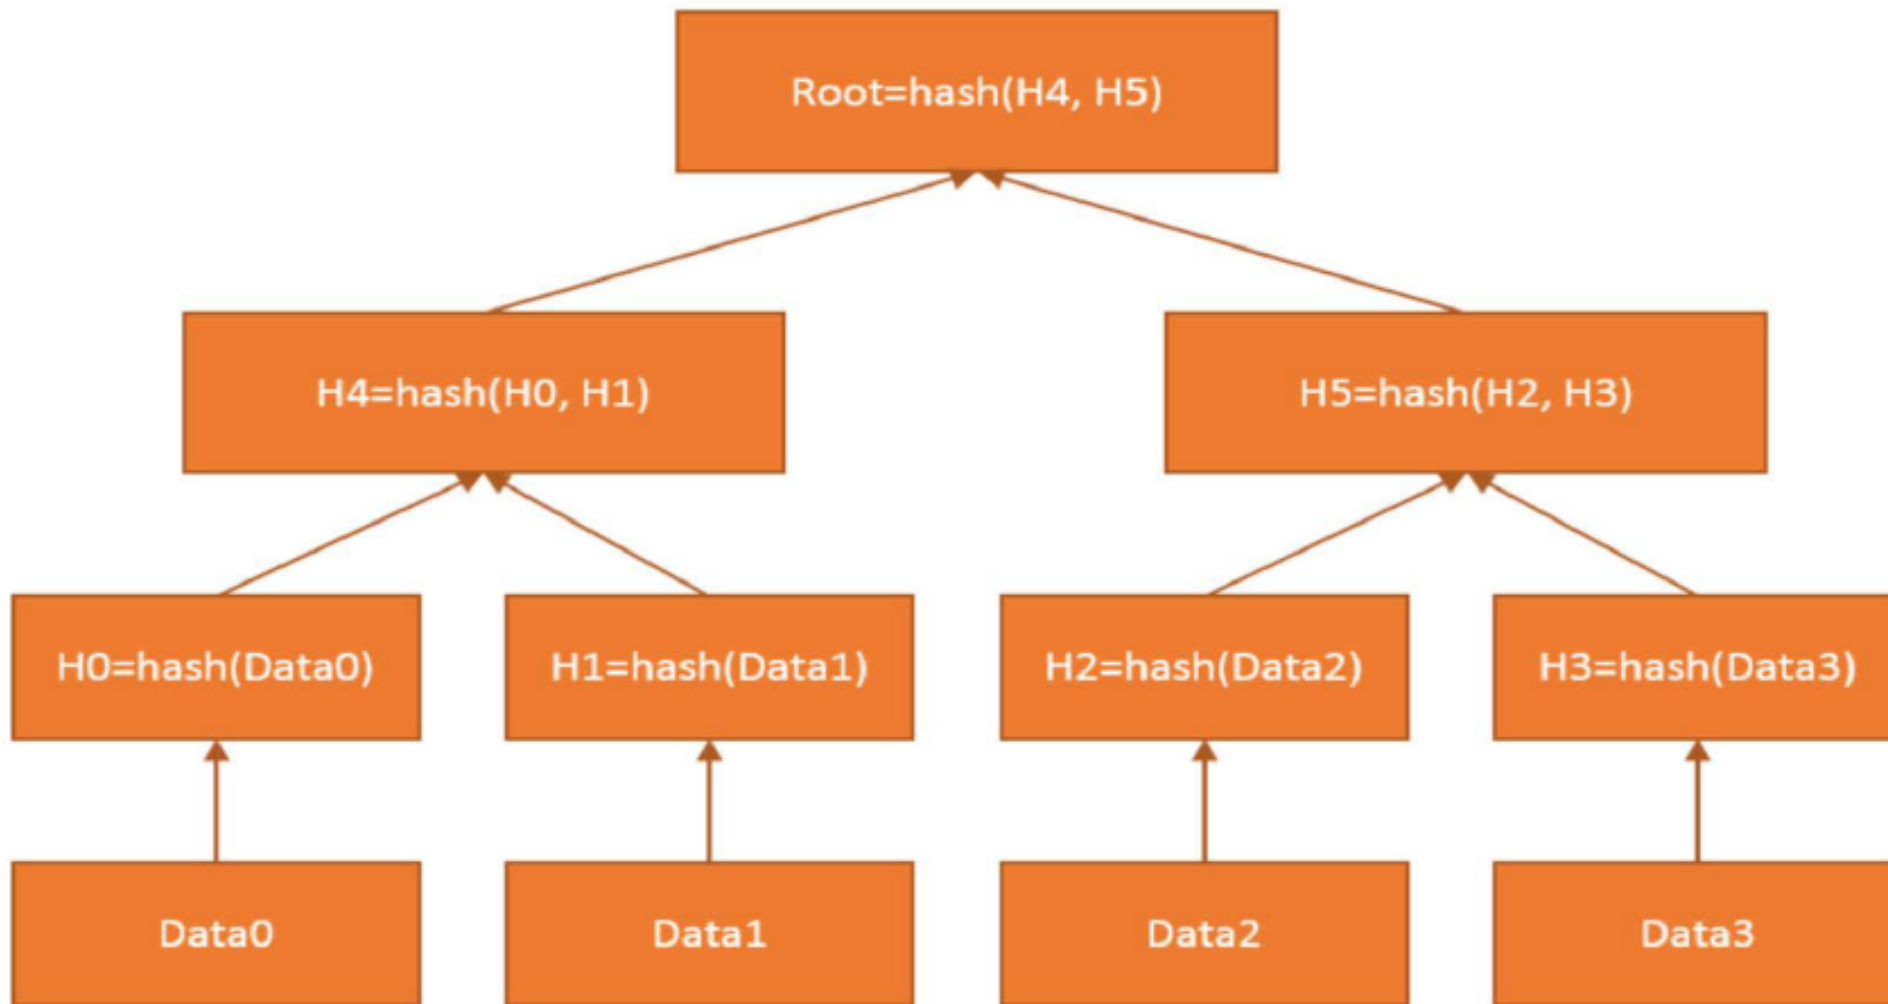 Root=hash(H4, H5)
H4=hash(H0, H1)
H5=hash(H2, H3)
H0=hash(Data0)
H1=hash(Data1)
H2=hash(Data2)
H3=hash(Data3)
Data0
Data1
Data2
Data3